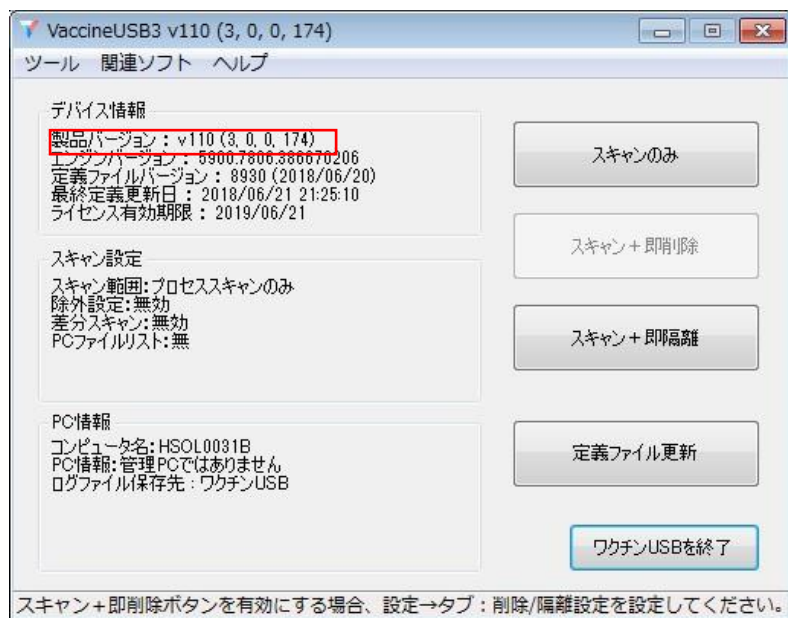 VaccineUSB3 v110 (3, 0, 0, 174)
ツール 関連ソフト ヘルプ
デバイス情報
製品バージョン : v110 (3, 0, 0, 174)
エンジンバージョン : 5900.7806.386670206
定義ファイルバージョン : 8930 (2018/06/20)
最終定義更新日 : 2018/06/21 21:25:10
ライセンス有効期限 : 2019/06/21
スキャン設定
スキャン範囲:プロセススキャンのみ
除外設定:無効
差分スキャン:無効
PCファイルリスト:無
PC情報
コンピュータ名:HSOL0031B
PC情報:管理PCではありません
ログファイル保存先 : ワクチンUSB
スキャンのみ
スキャン+即削除
スキャン+即隔離
定義ファイル更新
ワクチンUSBを終了
スキャン+即削除ボタンを有効にする場合、設定→タブ:削除/隔離設定を設定してください。